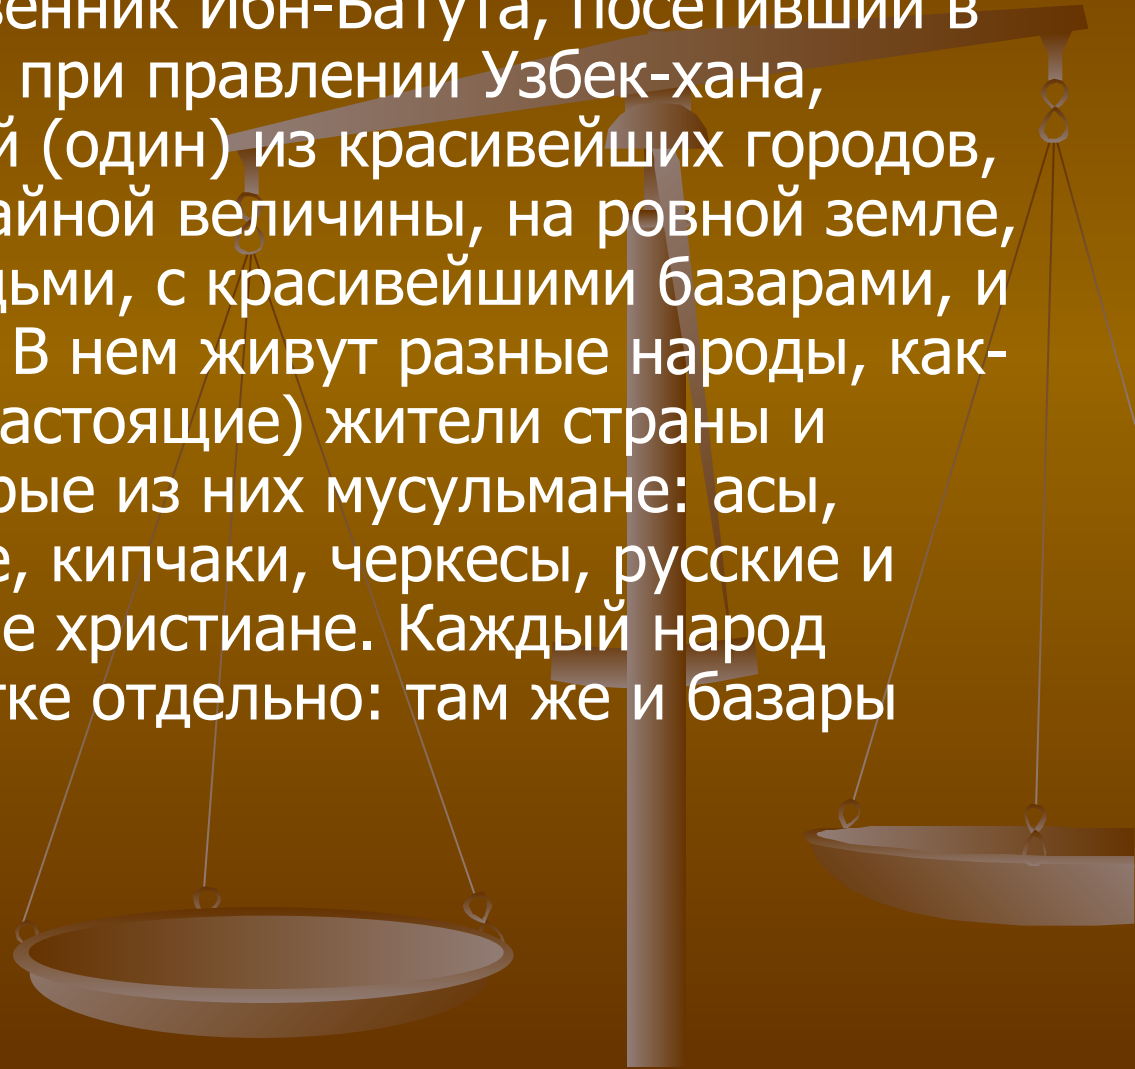 венник Ибн-Батута, посетивший в
при правлении Узбек-хана,
й (один) из красивейших городов,
айной величины, на ровной земле,
дьми, с красивейшими базарами, и
В нем живут разные народы, как-
астоящие) жители страны и
рые из них мусульмане: асы,
е, кипчаки, черкесы, русские и
е христиане. Каждый народ
тке отдельно: там же и базары